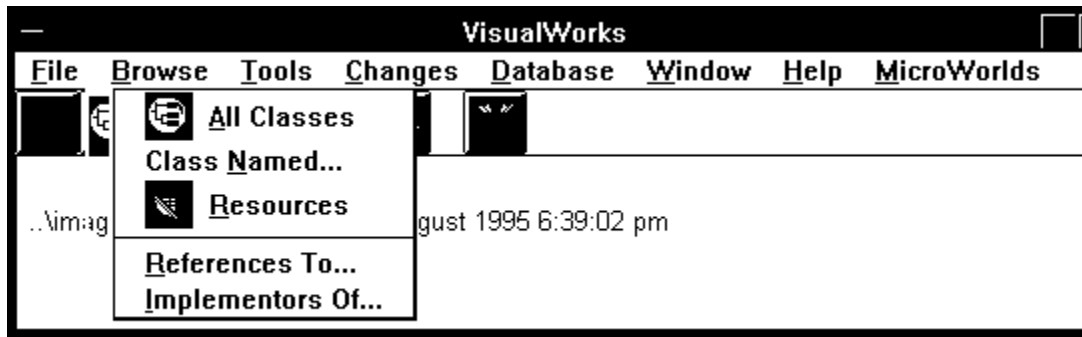 VisualWorks
File Browse Tools Changes Database Window Help MicroWorlds
All Classes
Class Named...
Resources
..\imag gust 1995 6:39:02 pm
References To...
Implementors Of...